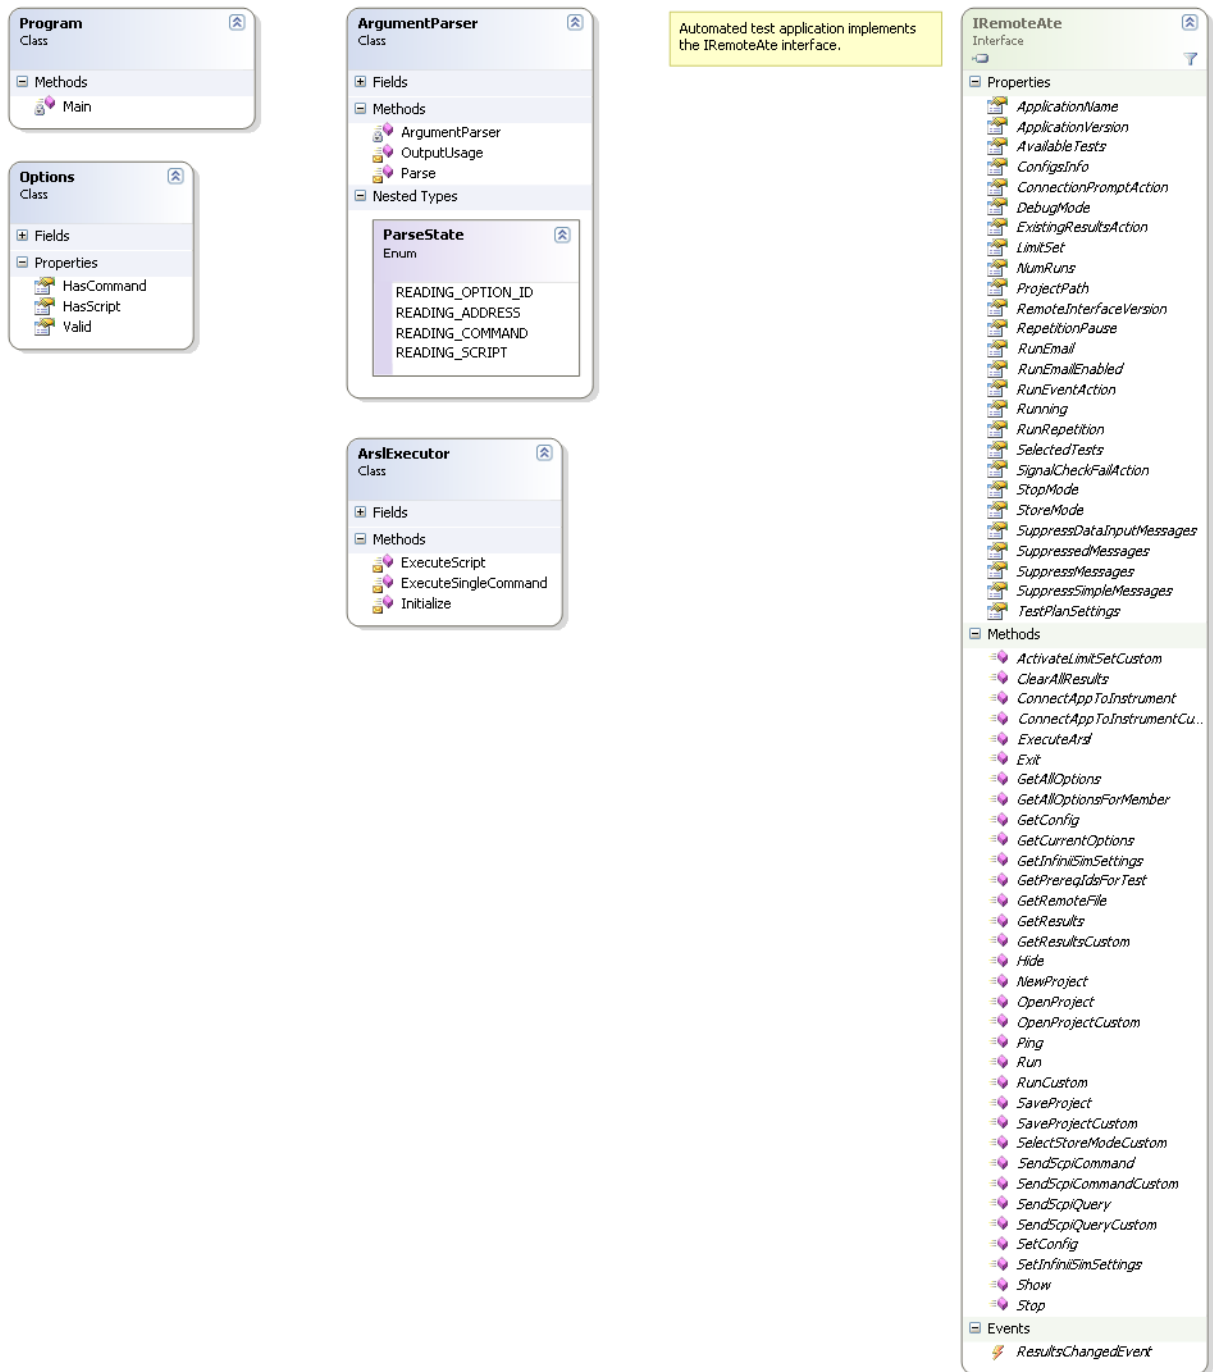 Program
Class
Methods
Main
Options
Class
Fields
Properties
HasCommand
HasScript
Valid
ArgumentParser
Class
Fields
Methods
ArgumentParser
OutputUsage
Parse
Nested Types
ParseState
Enum
READING_OPTION_ID
READING_ADDRESS
READING_COMMAND
READING_SCRIPT
ArslExecutor
Class
Fields
Methods
ExecuteScript
ExecuteSingleCommand
Initialize
Automated test application implements
the IRemoteAte interface.
IRemoteAte
Interface
Properties
ApplicationName
ApplicationVersion
AvailableTests
ConfigsInfo
ConnectionPromptAction
DebugMode
ExistingResultsAction
LimitSet
NumRuns
ProjectPath
RemoteInterfaceVersion
RepetitionPause
RunEmail
RunEmailEnabled
RunEventAction
Running
RunRepetition
SelectedTests
SignalCheckFailAction
StopMode
StoreMode
SuppressDataInputMessages
SuppressedMessages
SuppressMessages
SuppressSimpleMessages
TestPlanSettings
Methods
ActivateLimitSetCustom
ClearAllResults
ConnectAppToInstrument
ConnectAppToInstrumentCu...
ExecuteArsl
Exit
GetAllOptions
GetAllOptionsForMember
GetConfig
GetCurrentOptions
GetInfiniiSimSettings
GetPrereqIdsForTest
GetRemoteFile
GetResults
GetResultsCustom
Hide
NewProject
OpenProject
OpenProjectCustom
Ping
Run
RunCustom
SaveProject
SaveProjectCustom
SelectStoreModeCustom
SendScpiCommand
SendScpiCommandCustom
SendScpiQuery
SendScpiQueryCustom
SetConfig
SetInfiniiSimSettings
Show
Stop
Events
ResultsChangedEvent